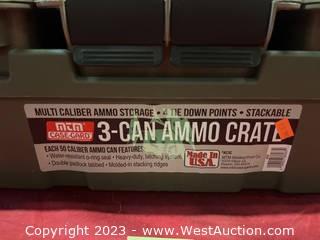 MULTI CALIBER AMMO STORAGE • 4 TIE DOWN POINTS • STACKABLE
mtm
CASE-GARD
3-CAN AMMO CRATE
EACH 50 CALIBER AMMO CAN FEATURES:
• Water-resistant o-ring seal • Heavy-duty, latching system
• Double padlock tabbed • Molded-in stacking ridges
Made in
U.S.A.
Copyright 2023 - WestAuction.com